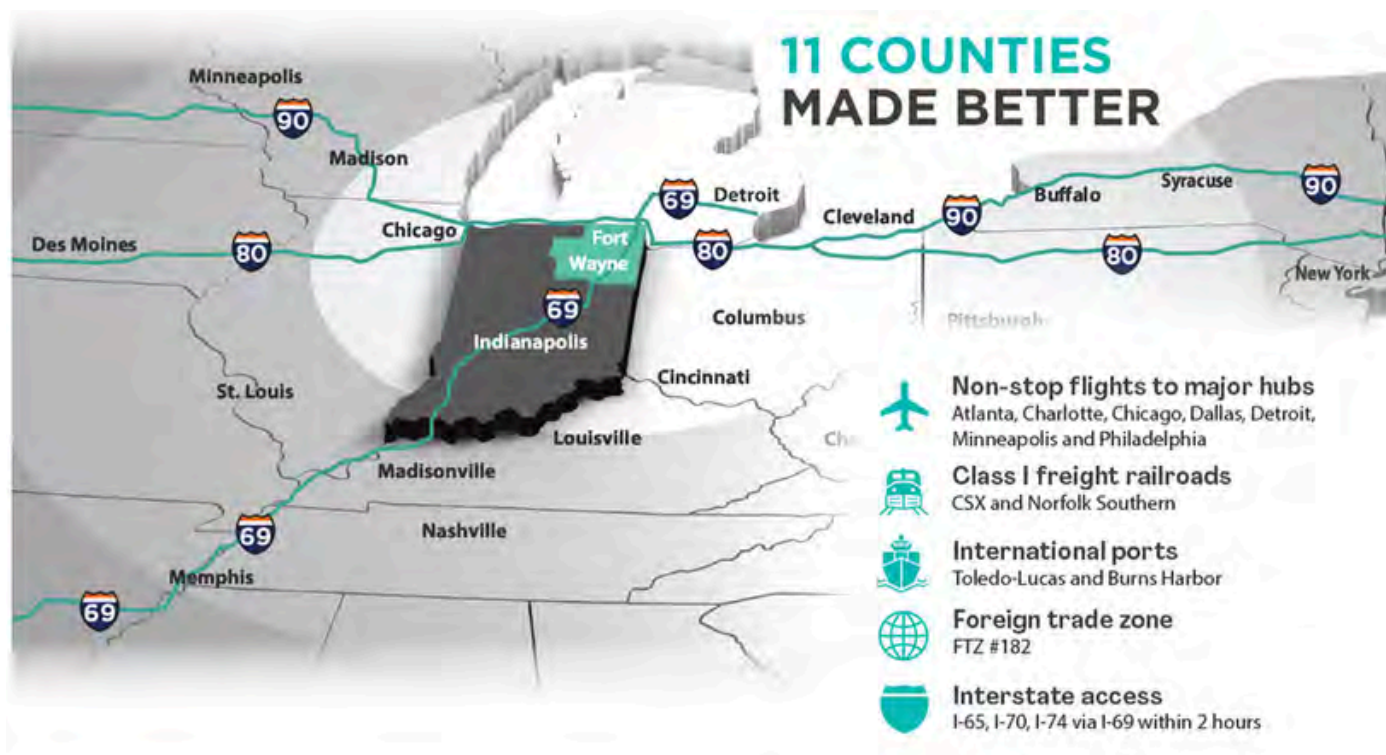 11 COUNTIES
MADE BETTER
Minneapolis
90
Madison
69
Detroit
Chicago
Des Moines
80
Fort
Wayne
80
Cleveland
90
Buffalo
Syracuse
90
80
New York
69
Indianapolis
Columbus
Pittsburgh
St. Louis
Cincinnati
Louisville
Madisonville
69
Nashville
Memphis
69
Non-stop flights to major hubs
Atlanta, Charlotte, Chicago, Dallas, Detroit,
Minneapolis and Philadelphia
Class I freight railroads
CSX and Norfolk Southern
International ports
Toledo-Lucas and Burns Harbor
Foreign trade zone
FTZ #182
Interstate access
I-65, I-70, I-74 via I-69 within 2 hours